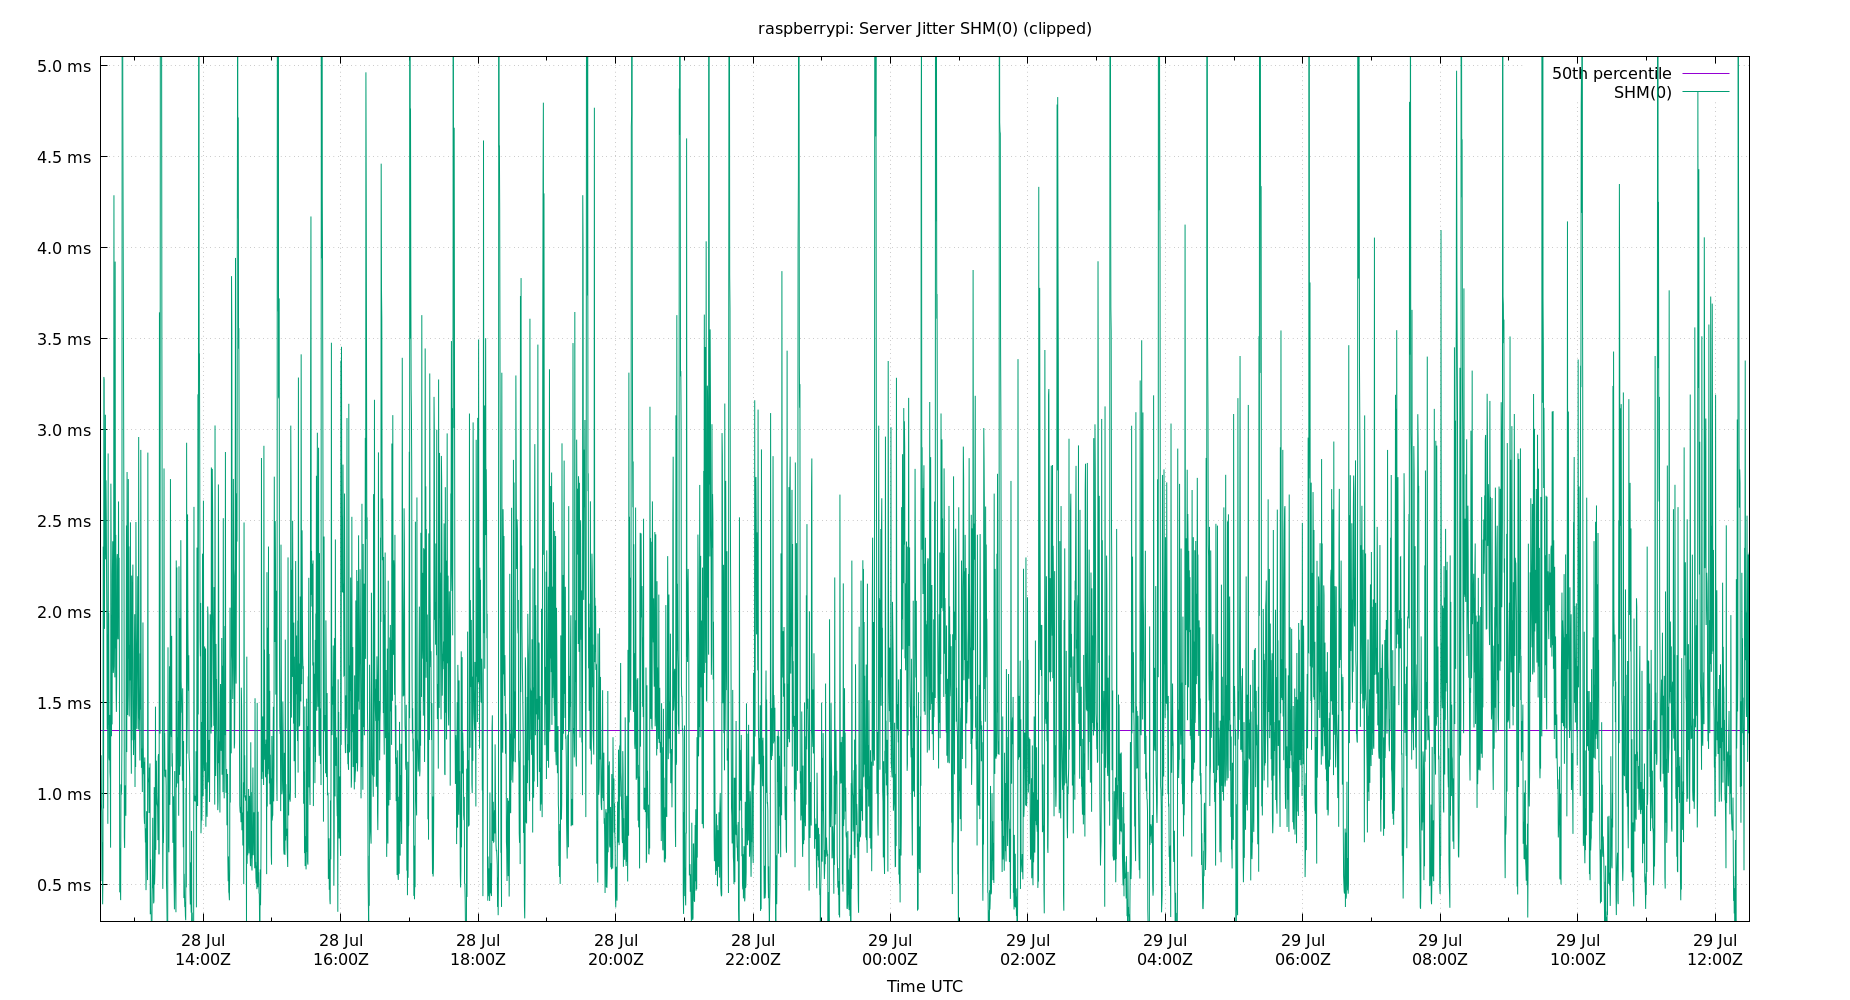 raspberrypi: Server Jitter SHM(0) (clipped)
5.0 ms
4.5 ms
4.0 ms
3.5 ms
3.0 ms
2.5 ms
2.0 ms
1.5 ms
1.0 ms
0.5 ms
50th percentile
SHM(0)
28 Jul 28 Jul 28 Jul 28 Jul 28 Jul 29 Jul 29 Jul 29 Jul 29 Jul 29 Jul 29 Jul 29 Jul
14:00Z 16:00Z 18:00Z 20:00Z 22:00Z 00:00Z 02:00Z 04:00Z 06:00Z 08:00Z 10:00Z 12:00Z
Time UTC